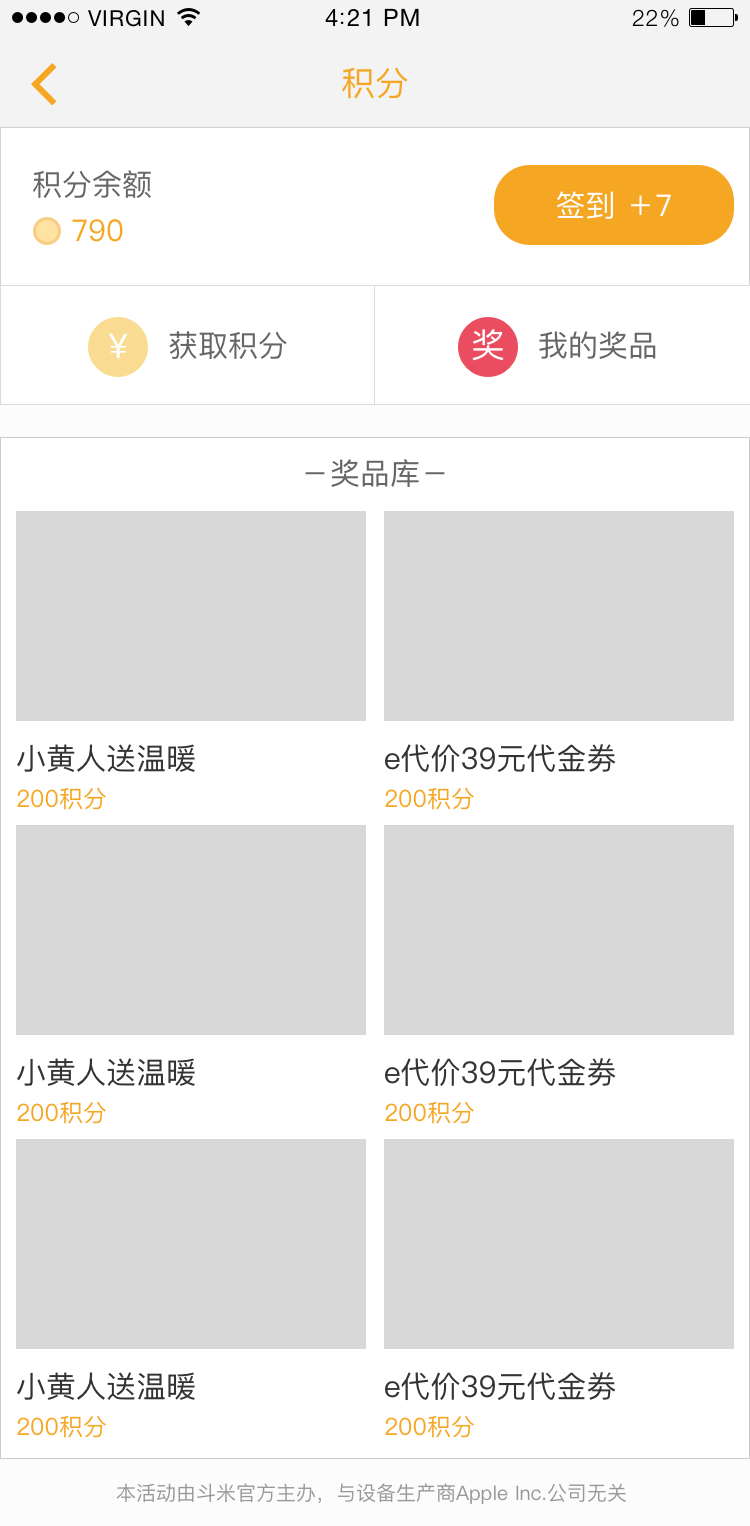 VIRGIN 4:21 PM 22%
积分
积分余额
790
签到 +7
¥ 获取积分
奖 我的奖品
－奖品库－
小黄人送温暖 e代价39元代金券
200积分 200积分
小黄人送温暖 e代价39元代金券
200积分 200积分
小黄人送温暖 e代价39元代金券
200积分 200积分
本活动由斗米官方主办，与设备生产商Apple Inc.公司无关